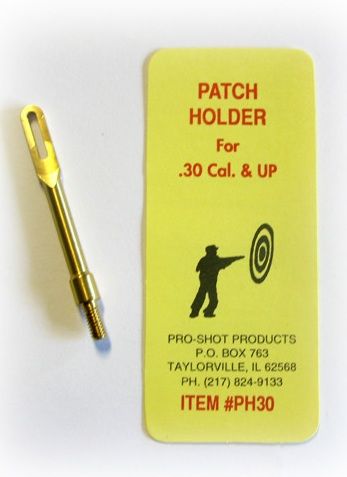 PATCH
HOLDER
For
.30 Cal. & UP
PRO-SHOT PRODUCTS
P.O. BOX 763
TAYLORVILLE, IL 62568
PH. (217) 824-9133
ITEM #PH30